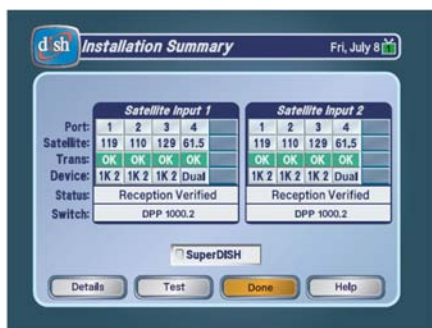 dish Installation Summary Fri, July 8
Satellite Input 1 Satellite Input 2
Port: 1 2 3 4 1 2 3 4
Satellite: 119 110 129 61.5 119 110 129 61.5
Trans: OK OK OK OK OK OK OK OK
Device: 1K 2 1K 2 1K 2 Dual 1K 2 1K 2 1K 2 Dual
Status: Reception Verified Reception Verified
Switch: DPP 1000.2 DPP 1000.2
SuperDISH
Details Test Done Help